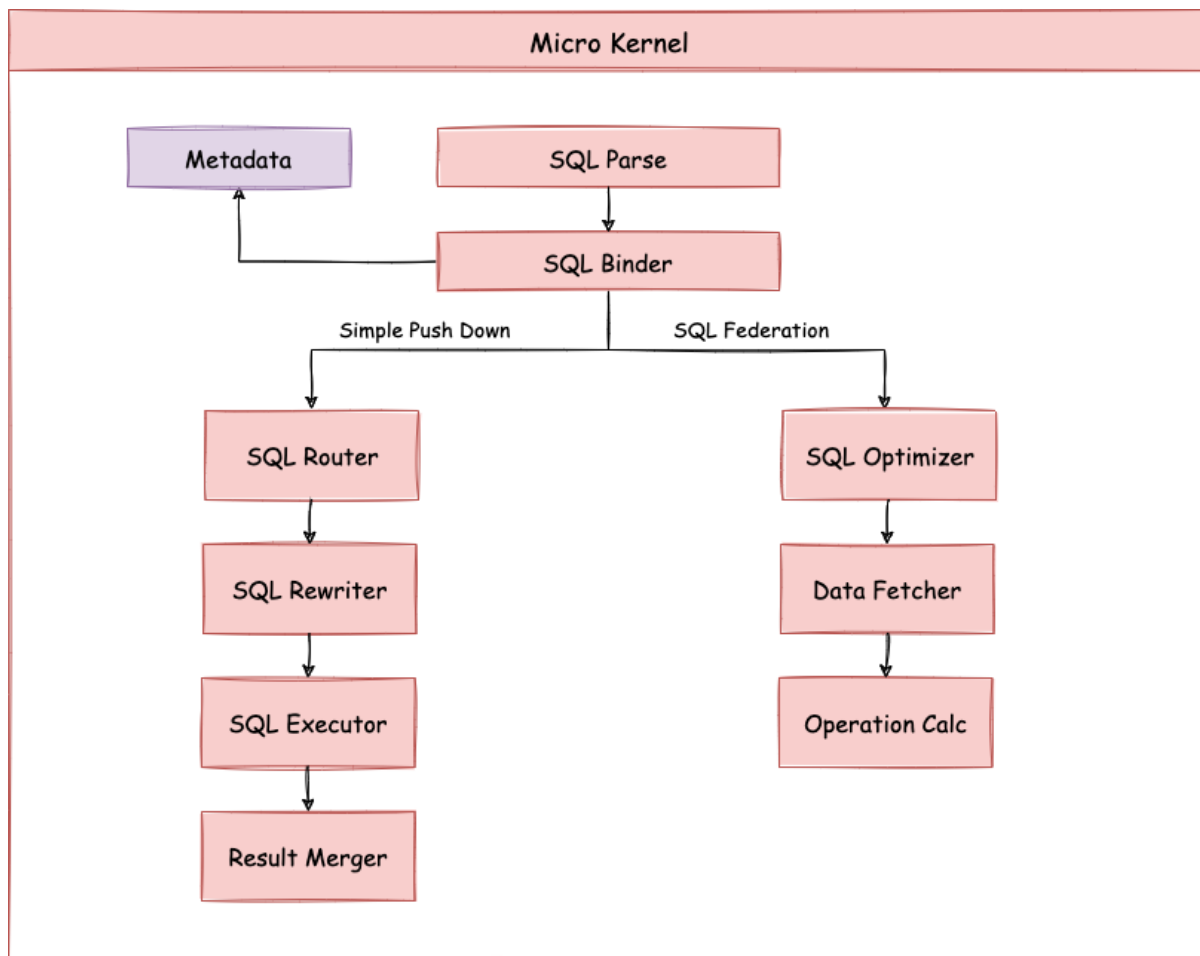 Micro Kernel
Metadata
SQL Parse
SQL Binder
Simple Push Down
SQL Federation
SQL Router
SQL Optimizer
SQL Rewriter
Data Fetcher
SQL Executor
Operation Calc
Result Merger